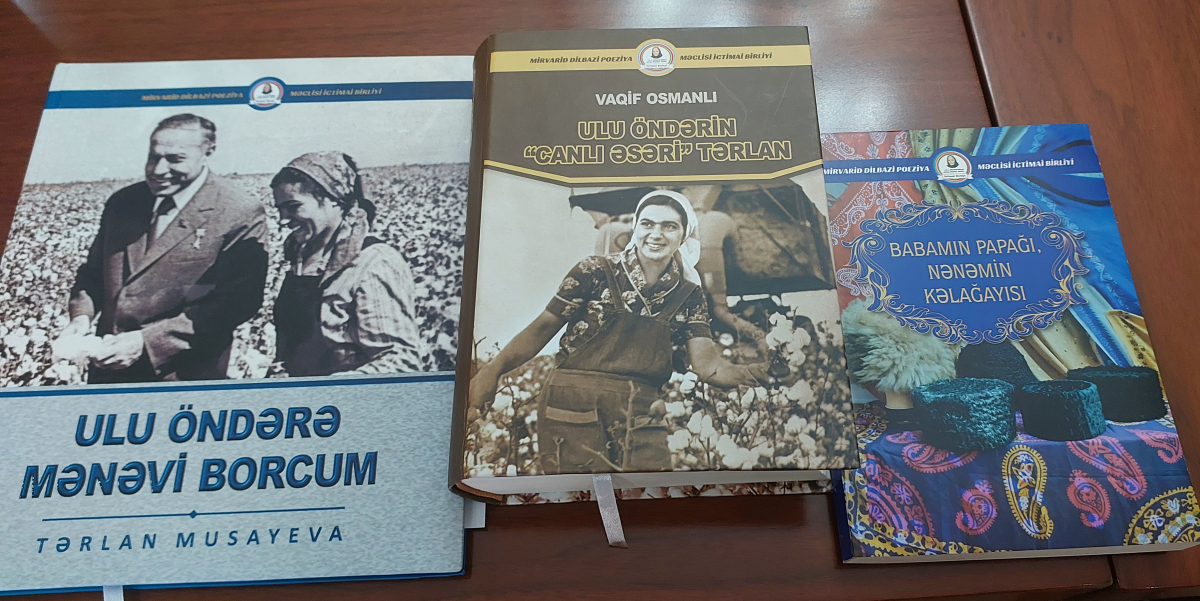 MİRVARİD DİLBAZİ POEZİYA MƏCLİSİ İCTİMAİ BİRLİYİ
ULU ÖNDƏRƏ
MƏNƏVİ BORCUM
TƏRLAN MUSAYEVA
MİRVARİD DİLBAZİ POEZİYA MƏCLİSİ İCTİMAİ BİRLİYİ
VAQİF OSMANLI
ULU ÖNDƏRİN
“CANLI ƏSƏRİ” TƏRLAN
MİRVARİD DİLBAZİ POEZİYA MƏCLİSİ İCTİMAİ BİRLİYİ
BABAMIN PAPAĞI,
NƏNƏMİN
KƏLAĞAYISI